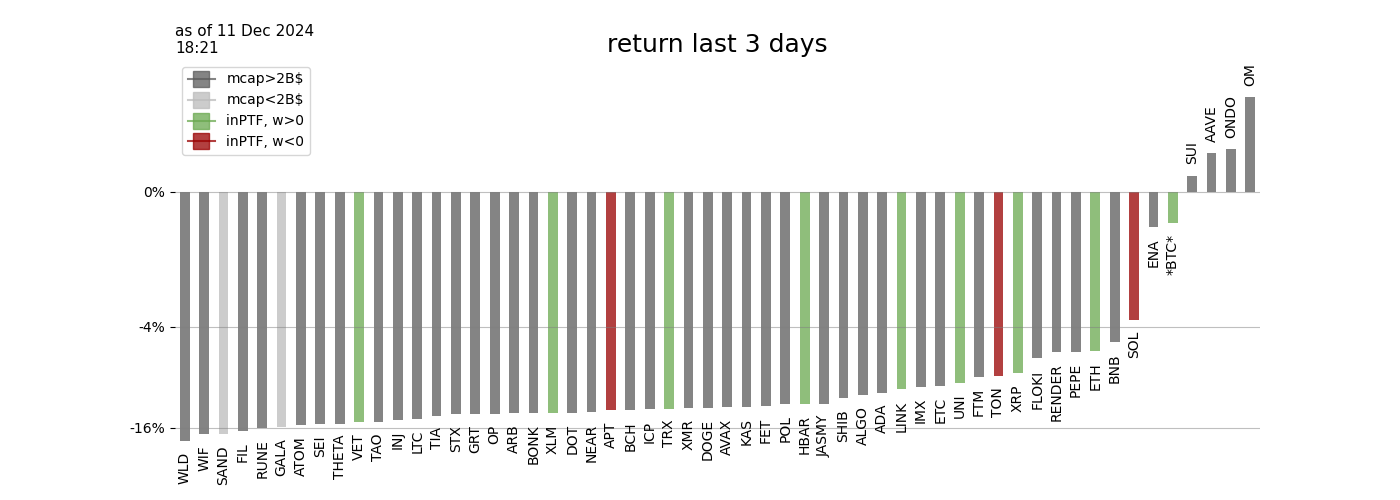 as of 11 Dec 2024
18:21
return last 3 days
mcap>2B$
mcap<2B$
inPTF, w>0
inPTF, w<0
0%
-4%
-16%
WLD
WIF
SAND
FIL
RUNE
GALA
ATOM
SEI
THETA
VET
TAO
INJ
LTC
TIA
STX
GRT
OP
ARB
BONK
XLM
DOT
NEAR
APT
BCH
ICP
TRX
XMR
DOGE
AVAX
KAS
FET
POL
HBAR
JASMY
SHIB
ALGO
ADA
LINK
IMX
ETC
UNI
FTM
TON
XRP
FLOKI
RENDER
PEPE
ETH
BNB
SOL
ENA
*BTC*
SUI
AAVE
ONDO
OM